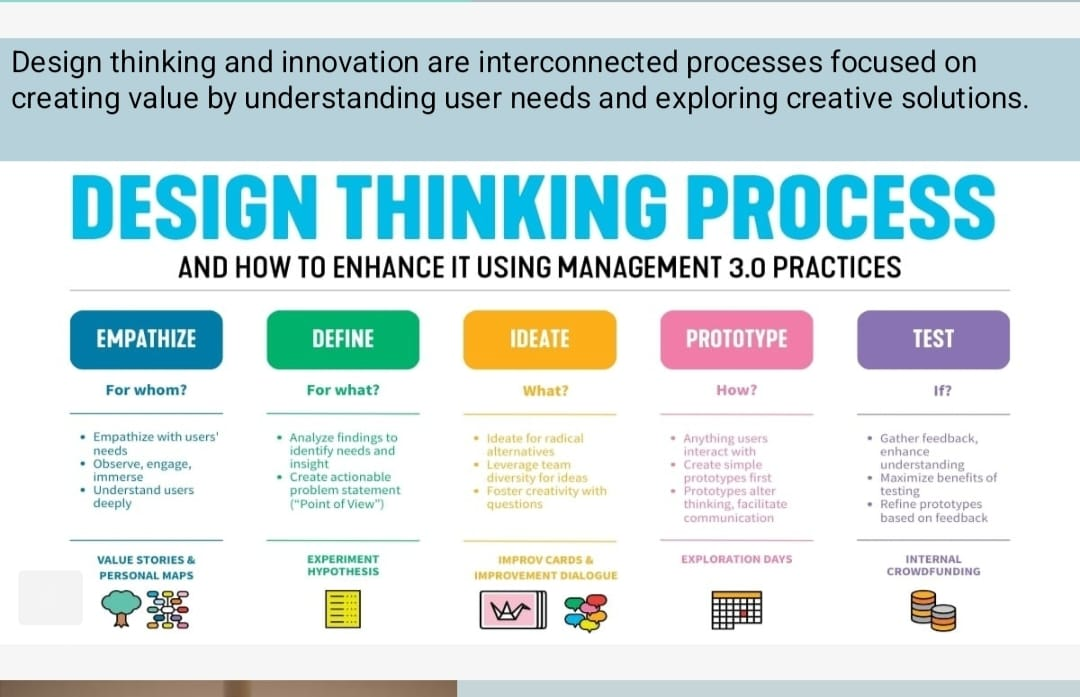 Design thinking and innovation are interconnected processes focused on
creating value by understanding user needs and exploring creative solutions.
DESIGN THINKING PROCESS
AND HOW TO ENHANCE IT USING MANAGEMENT 3.0 PRACTICES
EMPATHIZE
For whom?
• Empathize with users'
needs
• Observe, engage,
immerse
• Understand users
deeply
VALUE STORIES &
PERSONAL MAPS
DEFINE
For what?
• Analyze findings to
identify needs and
insight
• Create actionable
problem statement
("Point of View")
EXPERIMENT
HYPOTHESIS
IDEATE
What?
• Ideate for radical
alternatives
• Leverage team
diversity for ideas
• Foster creativity with
questions
IMPROV CARDS &
IMPROVEMENT DIALOGUE
PROTOTYPE
How?
• Anything users
interact with
• Create simple
prototypes first
• Prototypes alter
thinking, facilitate
communication
EXPLORATION DAYS
TEST
If?
• Gather feedback,
enhance
understanding
• Maximize benefits of
testing
• Refine prototypes
based on feedback
INTERNAL
CROWDFUNDING